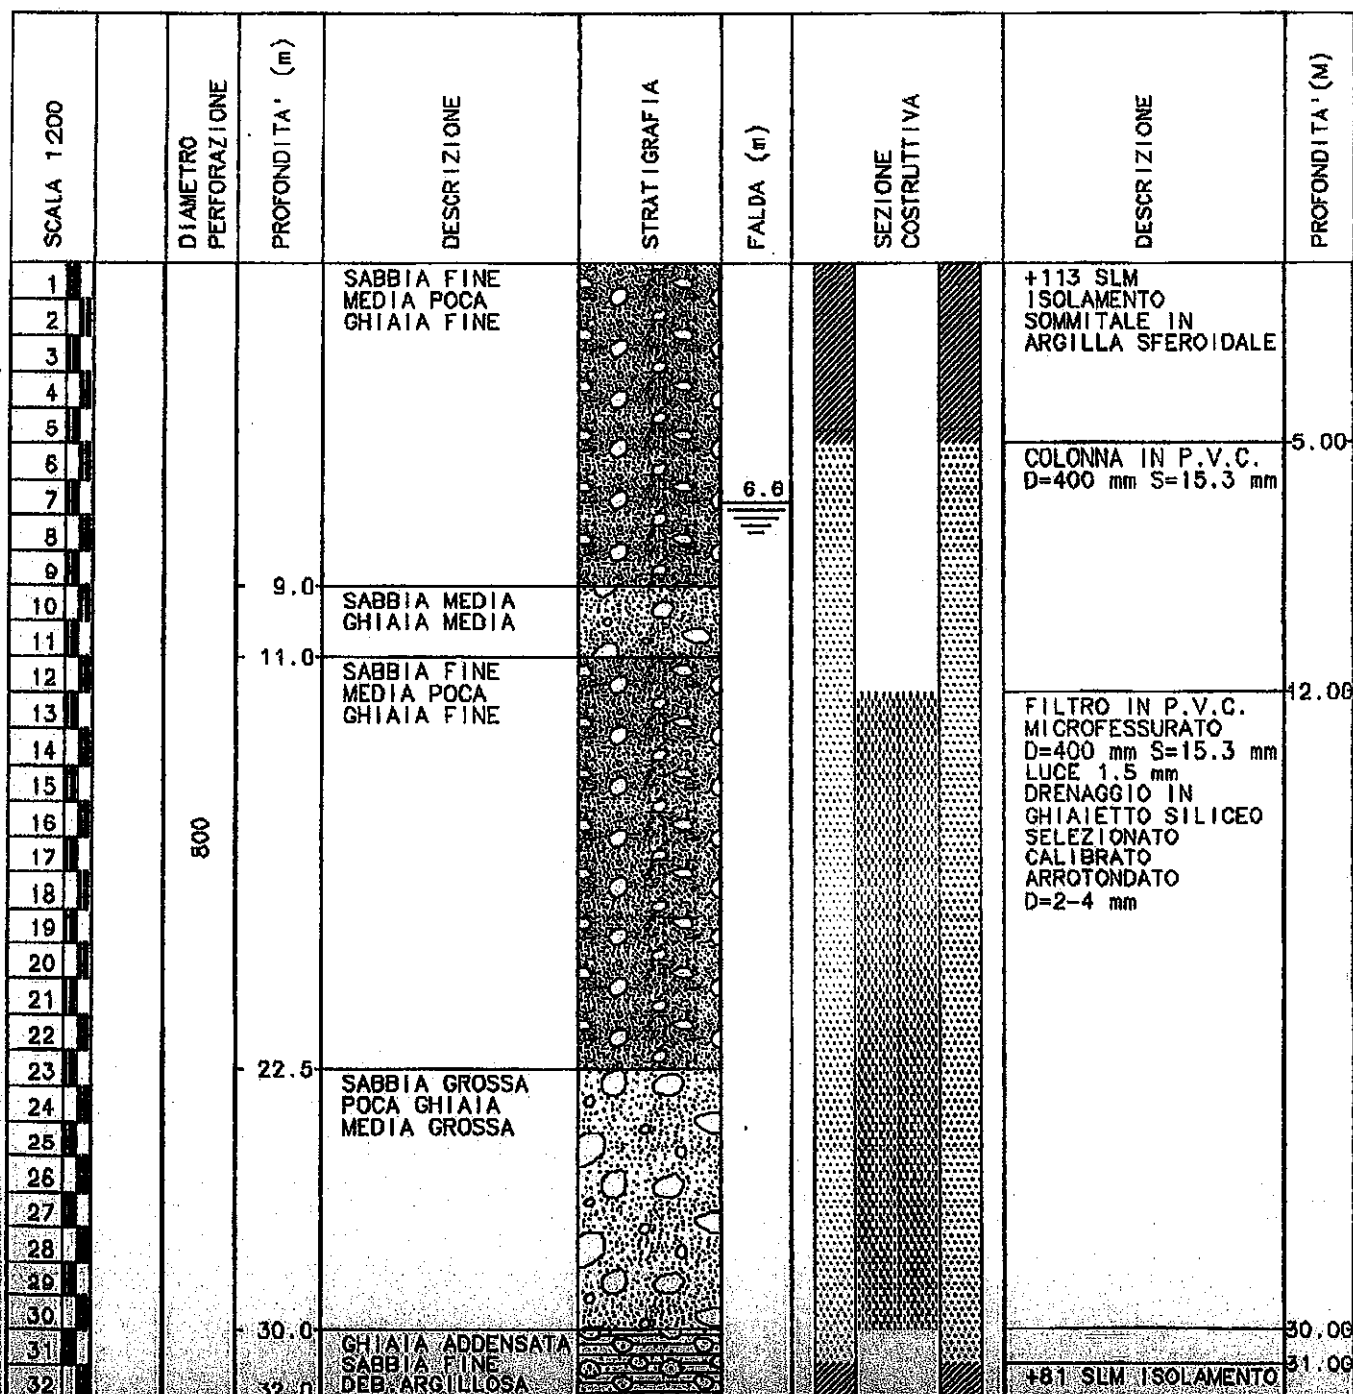 SCALA 1200
DIAMETRO
PERFORAZIONE
PROFONDITA' (m)
DESCRIZIONE
STRATIGRAFIA
FALDA (m)
SEZIONE
COSTRUTTIVA
DESCRIZIONE
PROFONDITA' (M)
1
2
3
4
5
6
7
8
9
10
11
12
13
14
15
16
17
18
19
20
21
22
23
24
25
26
27
28
29
30
31
32
800
9.0
11.0
22.5
30.0
32.0
SABBIA FINE
MEDIA POCA
GHIAIA FINE
SABBIA MEDIA
GHIAIA MEDIA
SABBIA FINE
MEDIA POCA
GHIAIA FINE
SABBIA GROSSA
POCA GHIAIA
MEDIA GROSSA
GHIAIA ADDENSATA
SABBIA FINE
DEB.ARGILLOSA
6.6
+113 SLM
ISOLAMENTO
SOMMITALE IN
ARGILLA SFEROIDALE
COLONNA IN P.V.C.
D=400 mm S=15.3 mm
FILTRO IN P.V.C.
MICROFESSURATO
D=400 mm S=15.3 mm
LUCE 1.5 mm
DRENAGGIO IN
GHIAIETTO SILICEO
SELEZIONATO
CALIBRATO
ARROTONDATO
D=2-4 mm
+81 SLM ISOLAMENTO
5.00
12.00
30.00
31.00